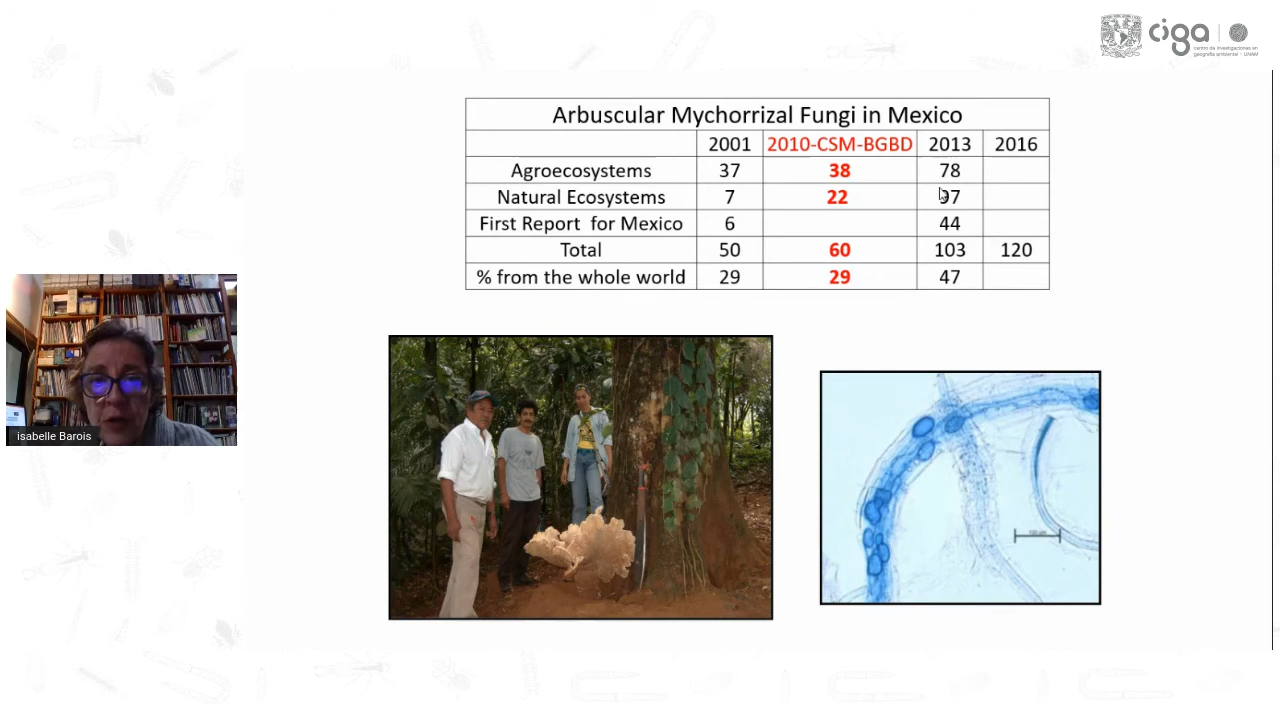 ciga
centro de investigaciones en
geografía ambiental - UNAM
Arbuscular Mychorrizal Fungi in Mexico
2001 2010-CSM-BGBD 2013 2016
Agroecosystems 37 38 78
Natural Ecosystems 7 22 97
First Report for Mexico 6 44
Total 50 60 103 120
% from the whole world 29 29 47
isabelle Barois